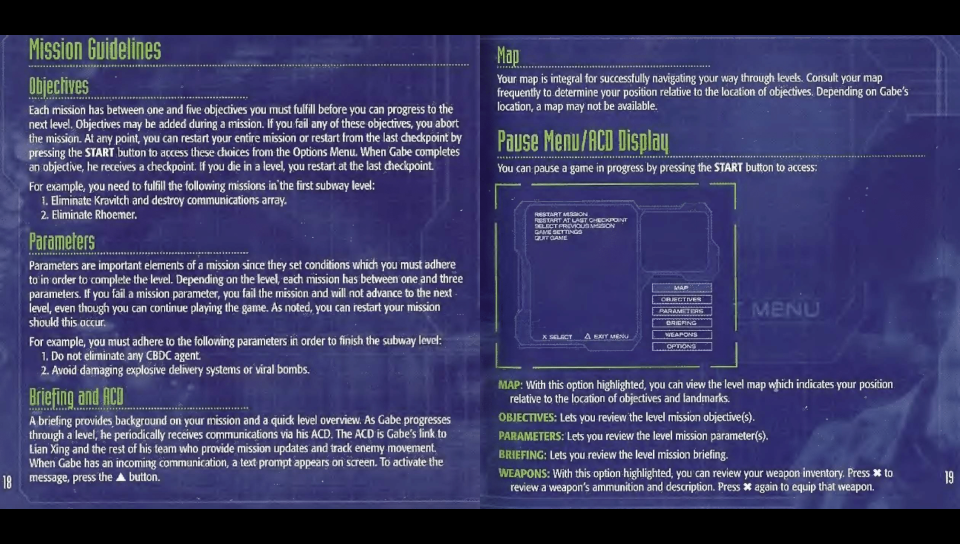 Mission Guidelines
Objectives
Each mission has between one and five objectives you must fulfill before you can progress to the
next level. Objectives may be added during a mission. If you fail any of these objectives, you abort
the mission. At any point, you can restart your entire mission or restart from the last checkpoint by
pressing the START button to access these choices from the Options Menu. When Gabe completes
an objective, he receives a checkpoint. If you die in a level, you restart at the last checkpoint.
For example, you need to fulfill the following missions in the first subway level:
1. Eliminate Kravitch and destroy communications array.
2. Eliminate Rhoemer.
Parameters
Parameters are important elements of a mission since they set conditions which you must adhere
to in order to complete the level. Depending on the level, each mission has between one and three
parameters. If you fail a mission parameter, you fail the mission and will not advance to the next
level, even though you can continue playing the game. As noted, you can restart your mission
should this occur.
For example, you must adhere to the following parameters in order to finish the subway level:
1. Do not eliminate any CBDC agent.
2. Avoid damaging explosive delivery systems or viral bombs.
Briefing and ACD
A briefing provides background on your mission and a quick level overview. As Gabe progresses
through a level, he periodically receives communications via his ACD. The ACD is Gabe's link to
Lian Xing and the rest of his team who provide mission updates and track enemy movement.
When Gabe has an incoming communication, a text prompt appears on screen. To activate the
message, press the ▲ button.
18
Map
Your map is integral for successfully navigating your way through levels. Consult your map
frequently to determine your position relative to the location of objectives. Depending on Gabe's
location, a map may not be available.
Pause Menu/ACD Display
You can pause a game in progress by pressing the START button to access:
RESTART MISSION
RESTART AT LAST CHECKPOINT
SELECT PREVIOUS MISSION
GAME SETTINGS
QUIT GAME
MAP
OBJECTIVES
PARAMETERS
BRIEFING
WEAPONS
OPTIONS
X SELECT △ EXIT MENU
T MENU
MAP: With this option highlighted, you can view the level map which indicates your position
relative to the location of objectives and landmarks.
OBJECTIVES: Lets you review the level mission objective(s).
PARAMETERS: Lets you review the level mission parameter(s).
BRIEFING: Lets you review the level mission briefing.
WEAPONS: With this option highlighted, you can review your weapon inventory. Press ✖ to
review a weapon's ammunition and description. Press ✖ again to equip that weapon.
19